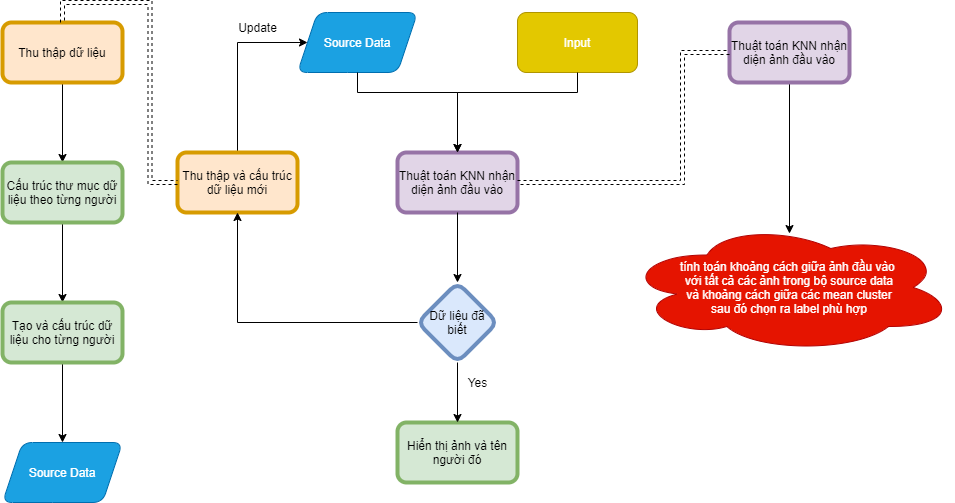 Thu thập dữ liệu
Cấu trúc thư mục dữ
liệu theo từng người
Tạo và cấu trúc dữ
liệu cho từng người
Source Data
Update
Source Data
Input
Thu thập và cấu trúc
dữ liệu mới
Thuật toán KNN nhận
diện ảnh đầu vào
Dữ liệu đã
biết
Yes
Hiển thị ảnh và tên
người đó
Thuật toán KNN nhận
diện ảnh đầu vào
tính toán khoảng cách giữa ảnh đầu vào
với tất cả các ảnh trong bộ source data
và khoảng cách giữa các mean cluster
sau đó chọn ra label phù hợp